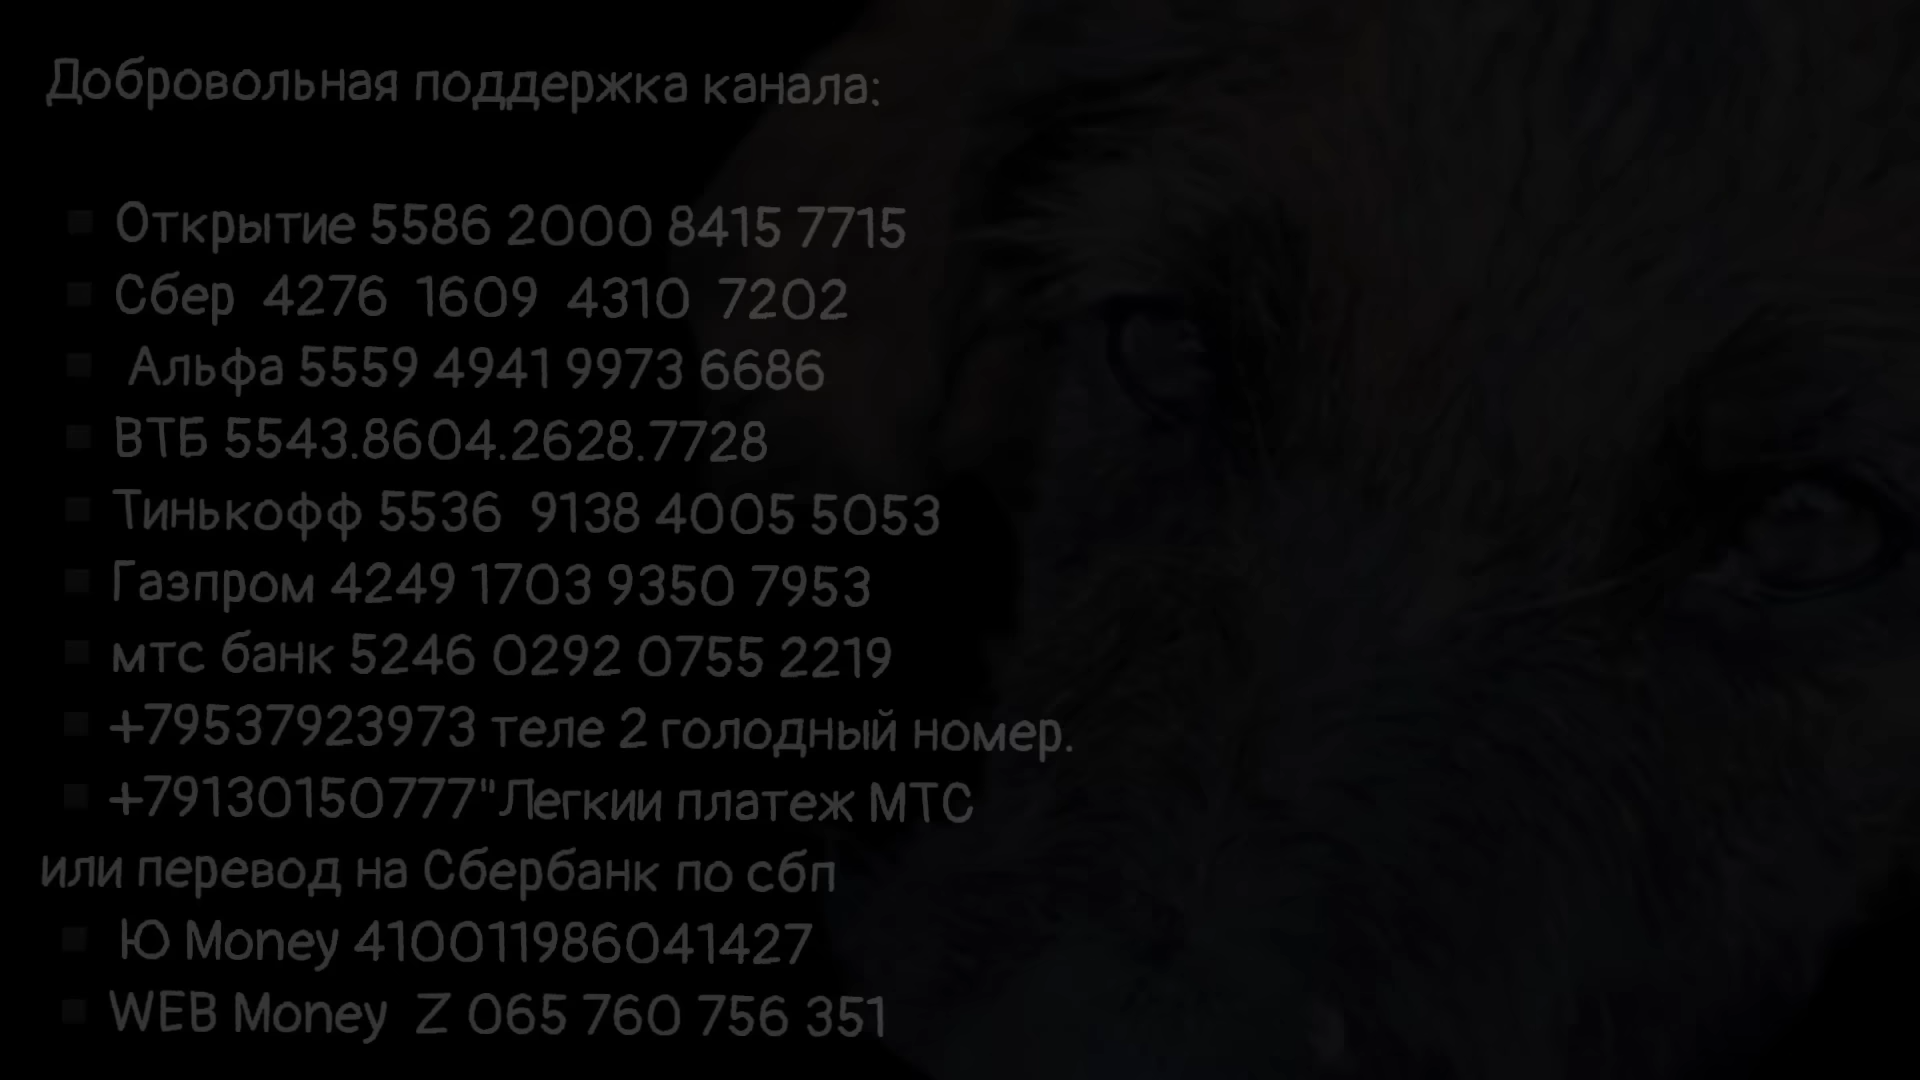 Добровольная поддержка канала:
Открытие 5586 2000 8415 7715
Сбер 4276 1609 4310 7202
Альфа 5559 4941 9973 6686
ВТБ 5543.8604.2628.7728
Тинькофф 5536 9138 4005 5053
Газпром 4249 1703 9350 7953
мтс банк 5246 0292 0755 2219
+79537923973 теле 2 голодный номер.
+79130150777"Легкии платеж МТС
или перевод на Сбербанк по сбп
Ю Money 410011986041427
WEB Money Z 065 760 756 351